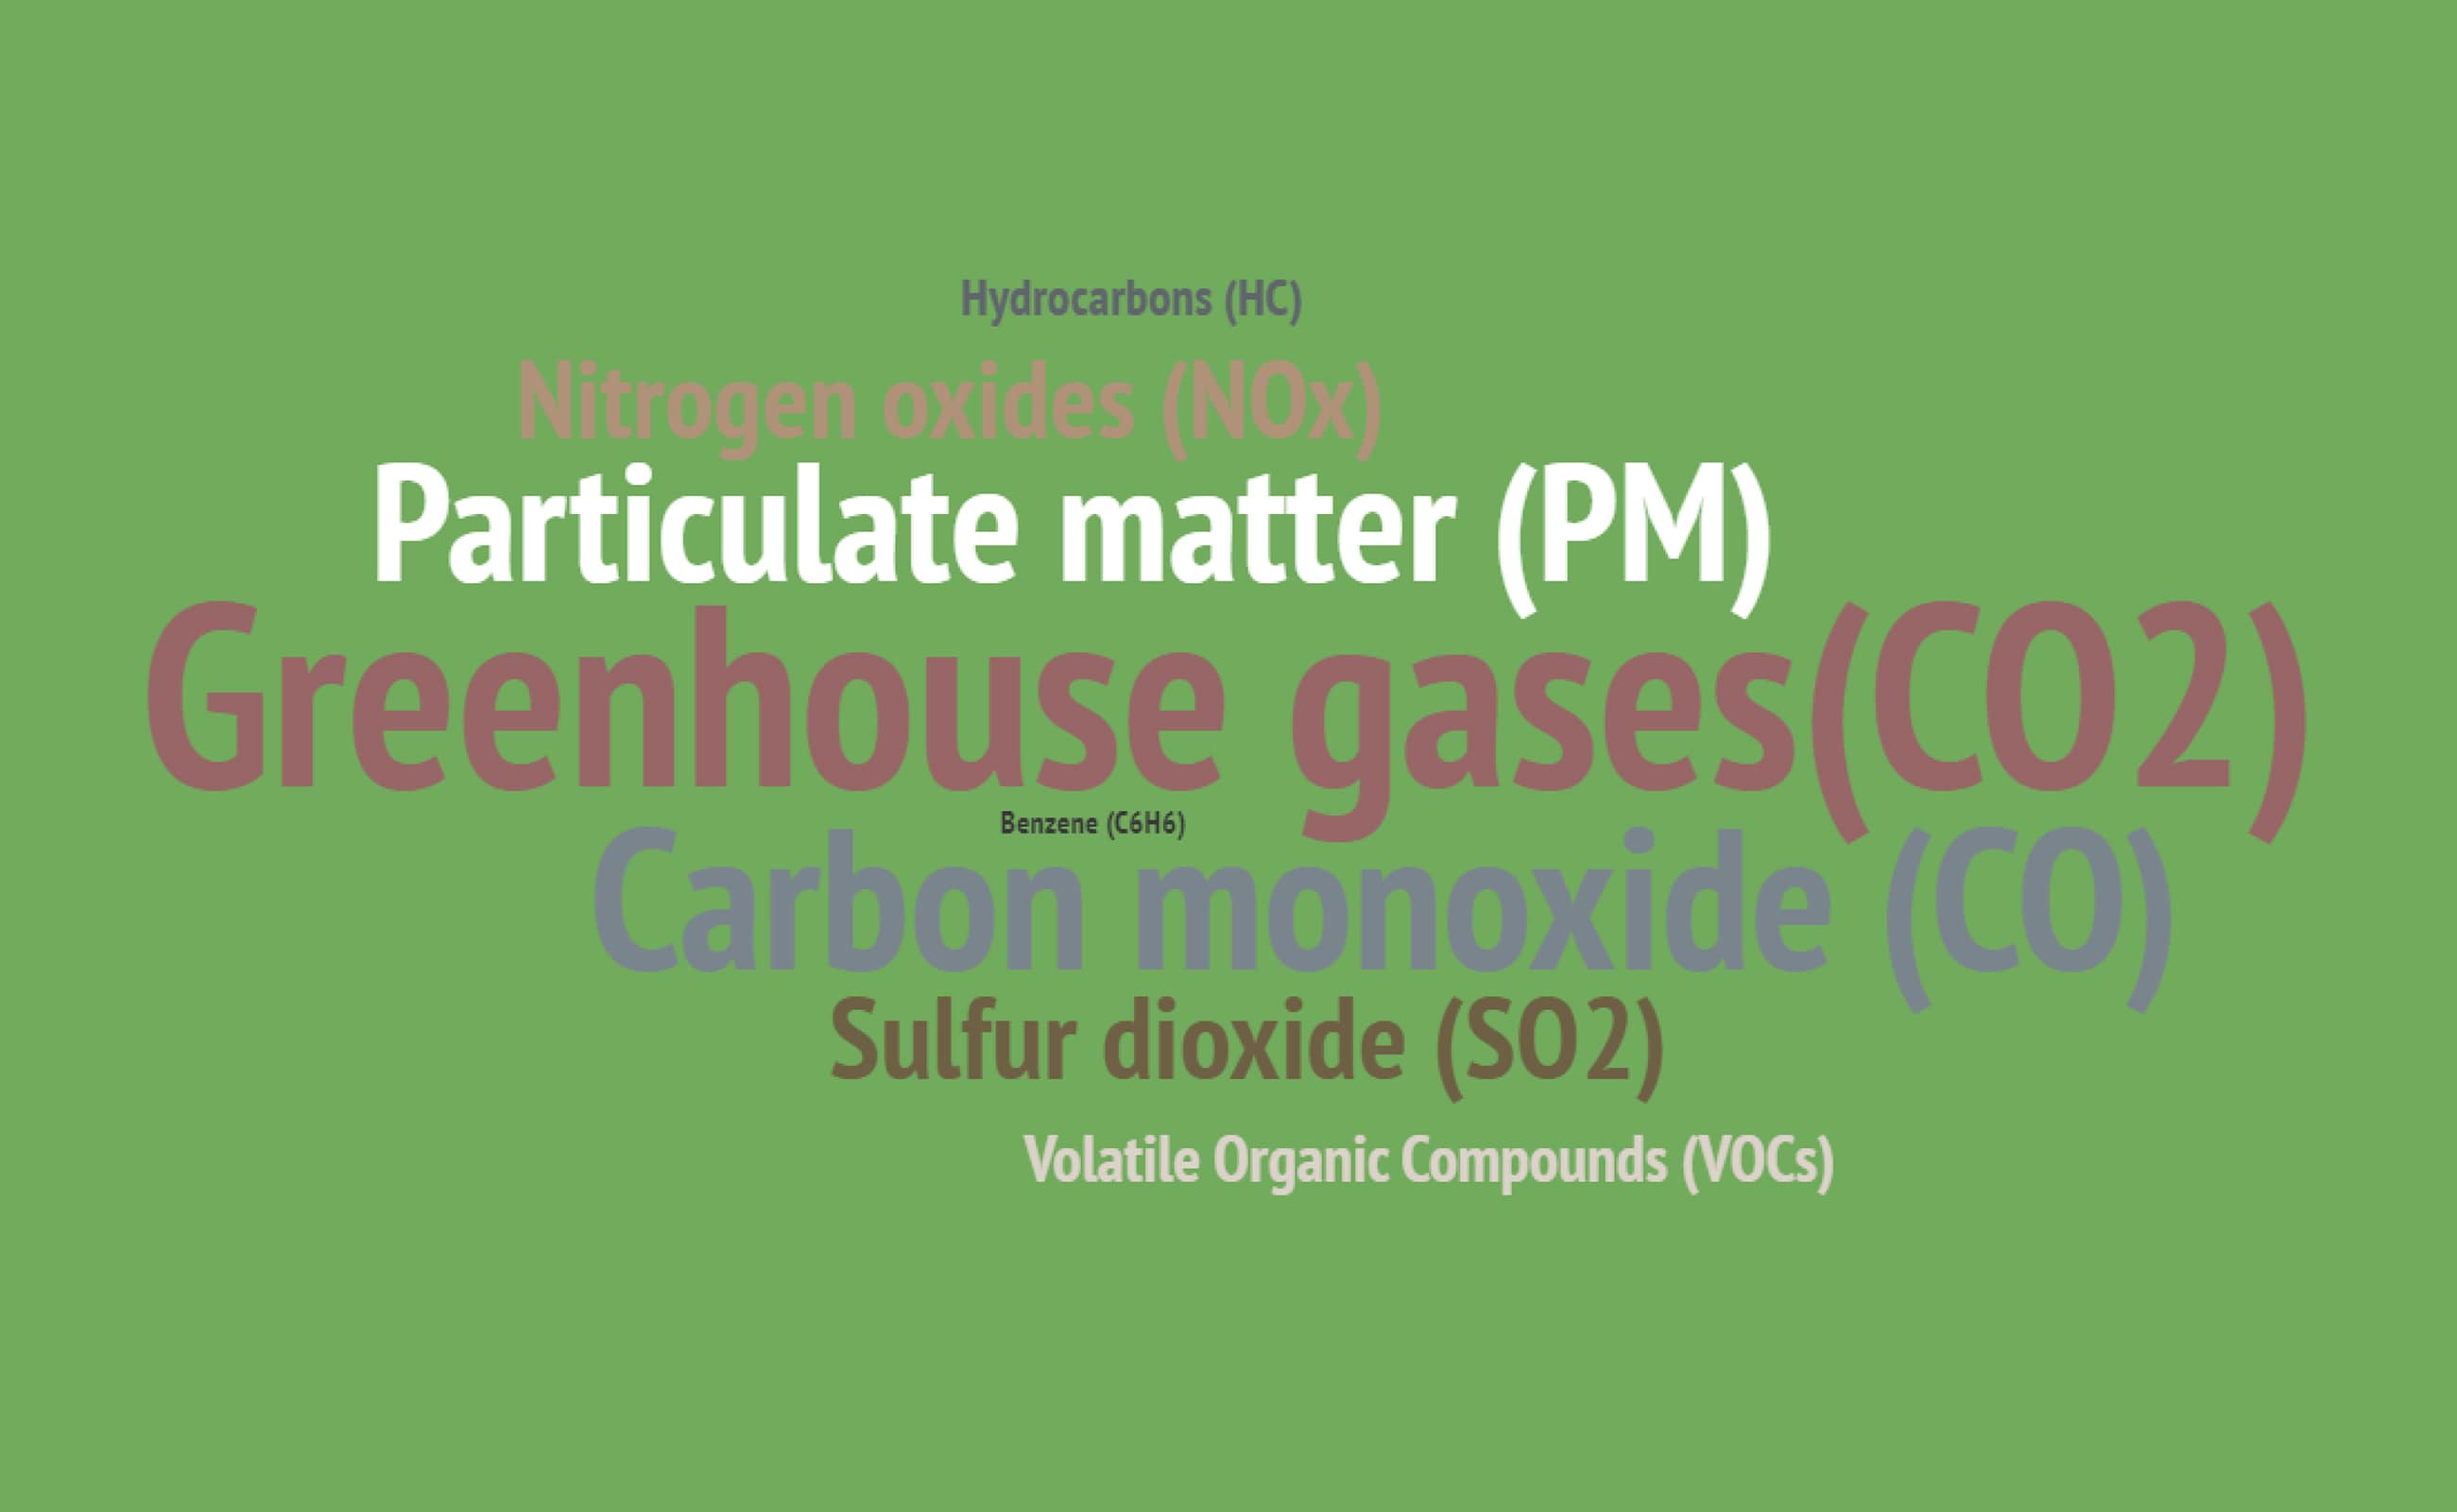 Hydrocarbons (HC)
Nitrogen oxides (NOx)
Particulate matter (PM)
Greenhouse gases(CO2)
Benzene (C6H6)
Carbon monoxide (CO)
Sulfur dioxide (SO2)
Volatile Organic Compounds (VOCs)